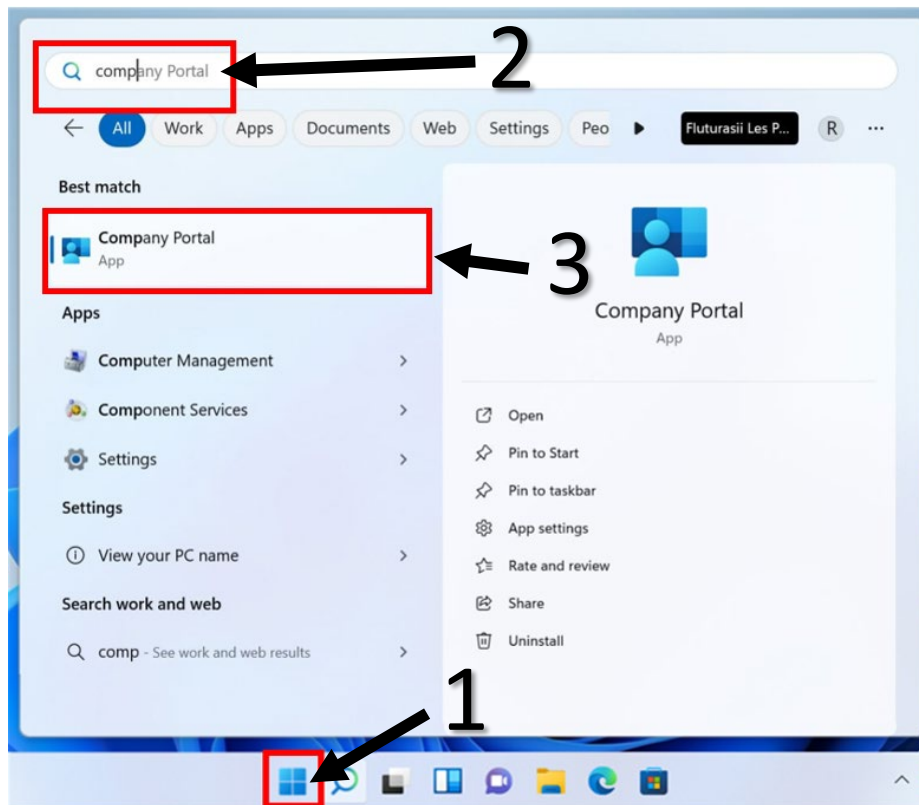 2
company Portal
All Work Apps Documents Web Settings Peo Fluturasii Les P... R ...
Best match
Company Portal
App
3
Company Portal
App
Apps
Computer Management
Component Services
Settings
Settings
View your PC name
Search work and web
comp - See work and web results
Open
Pin to Start
Pin to taskbar
App settings
Rate and review
Share
Uninstall
1